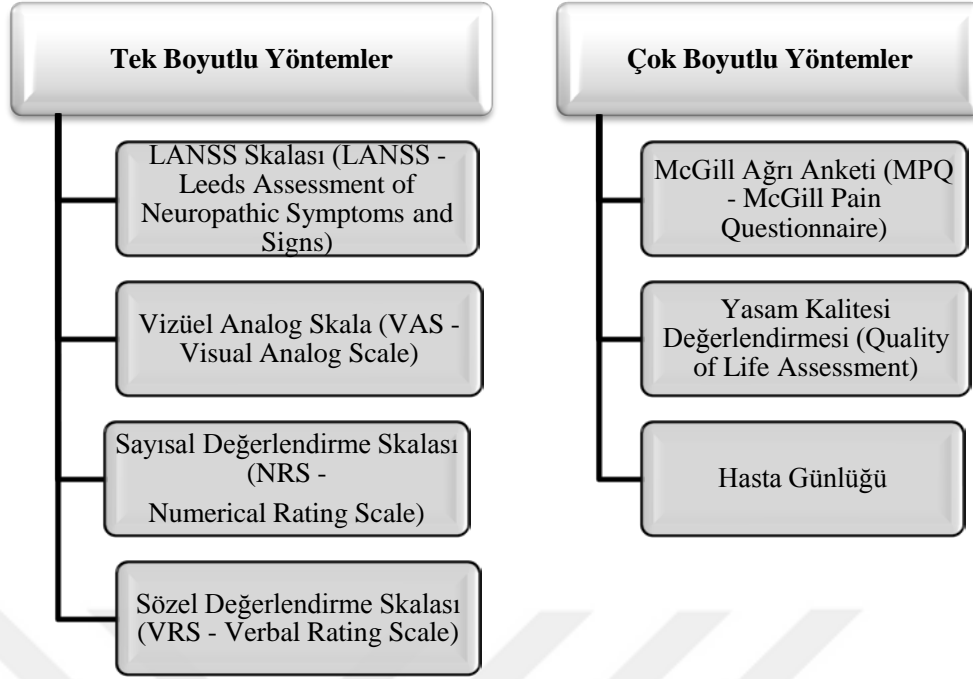 Tek Boyutlu Yöntemler
LANSS Skalası (LANSS -
Leeds Assessment of
Neuropathic Symptoms and
Signs)
Vizüel Analog Skala (VAS -
Visual Analog Scale)
Sayısal Değerlendirme Skalası
(NRS -
Numerical Rating Scale)
Sözel Değerlendirme Skalası
(VRS - Verbal Rating Scale)
Çok Boyutlu Yöntemler
McGill Ağrı Anketi (MPQ
- McGill Pain
Questionnaire)
Yasam Kalitesi
Değerlendirmesi (Quality
of Life Assessment)
Hasta Günlüğü